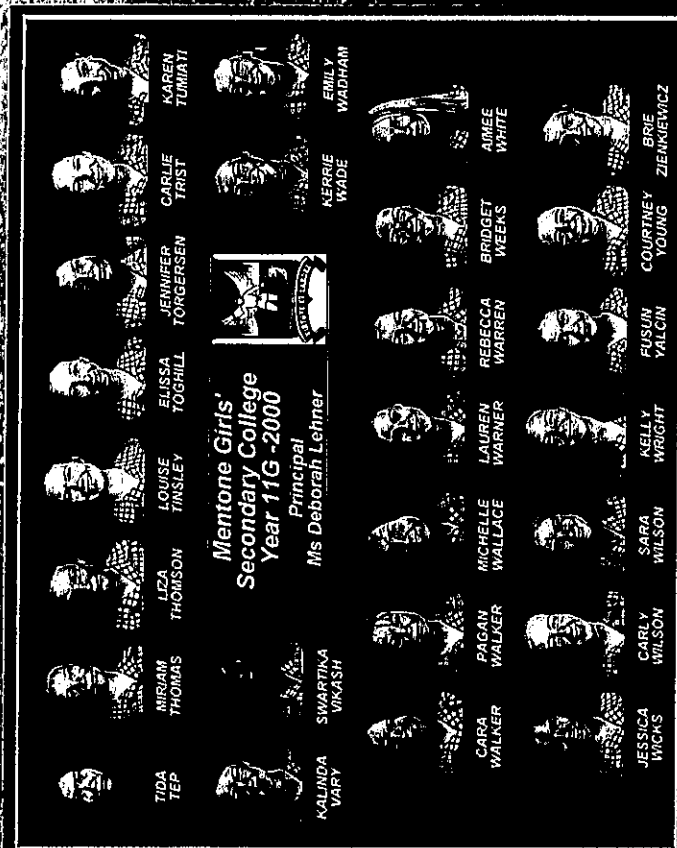 TIDA
TEP
MIRIAM
THOMAS
LIZA
THOMSON
LOUISE
TINSLEY
ELISSA
TOGHILL
JENNIFER
TORGERSEN
CARLIE
TRIST
KAREN
TUMIATI
KALINDA
VARY
SWARTIKA
VIKASH
Mentone Girls'
Secondary College
Year 11G -2000
Principal
Ms Deborah Lehner
KERRIE
WADE
EMILY
WADHAM
CARA
WALKER
PAGAN
WALKER
MICHELLE
WALLACE
LAUREN
WARNER
REBECCA
WARREN
BRIDGET
WEEKS
AIMEE
WHITE
JESSICA
WICKS
CARLY
WILSON
SARA
WILSON
KELLY
WRIGHT
FUSUN
YALCIN
COURTNEY
YOUNG
BRIE
ZIENKIEWICZ